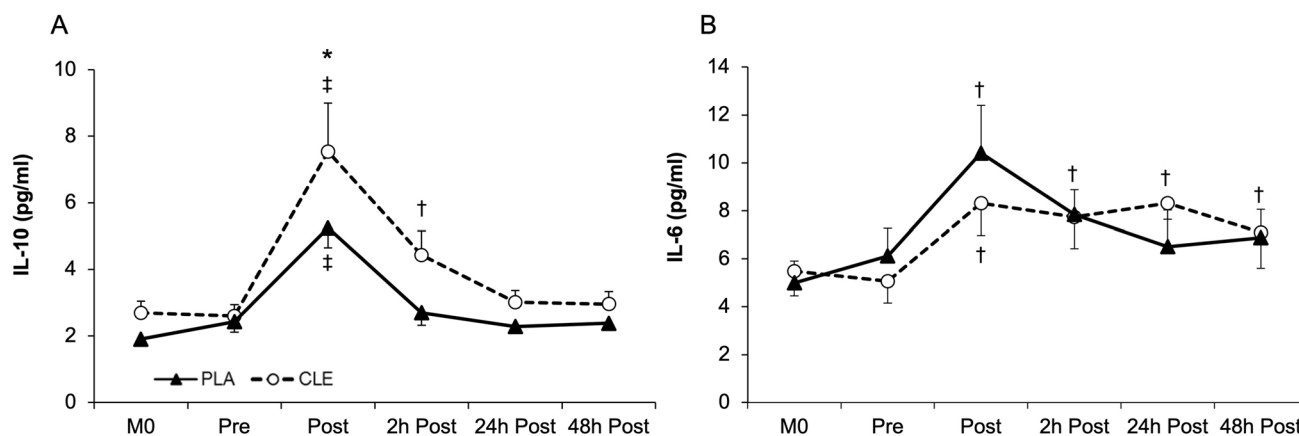 A
10
8
6
4
2
0
IL-10 (pg/ml)
*
‡
†
‡
PLA CLE
M0 Pre Post 2h Post 24h Post 48h Post
B
14
12
10
8
6
4
2
0
IL-6 (pg/ml)
†
† † †
†
M0 Pre Post 2h Post 24h Post 48h Post